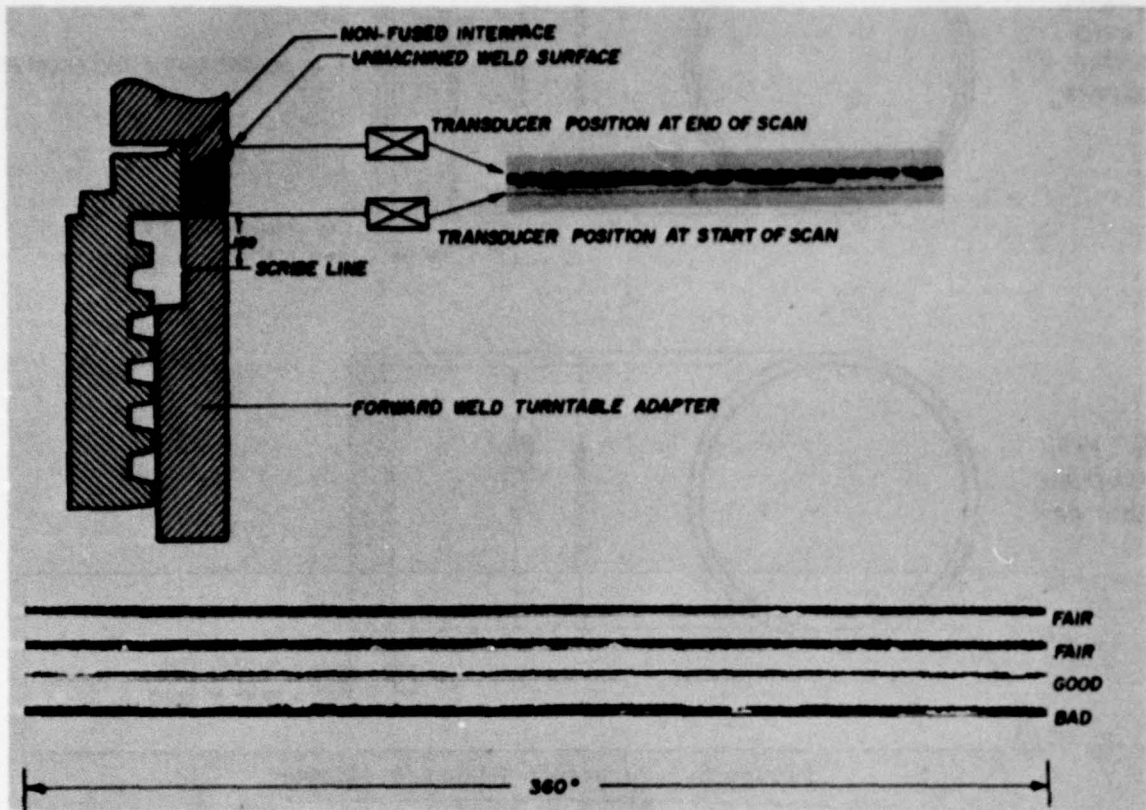 NON-FUSED INTERFACE
UNMACHINED WELD SURFACE
TRANSDUCER POSITION AT END OF SCAN
TRANSDUCER POSITION AT START OF SCAN
SCRIBE LINE
FORWARD WELD TURNTABLE ADAPTER
FAIR
FAIR
GOOD
BAD
360°